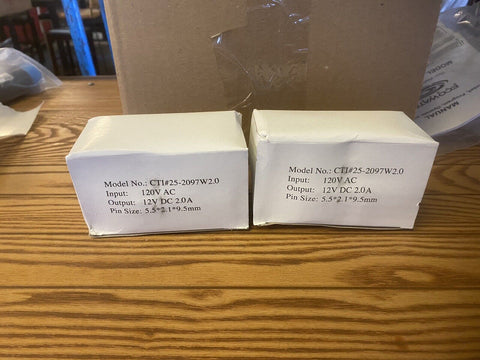 Model No.: CTI#25-2097W2.0
Input: 120V AC
Output: 12V DC 2.0A
Pin Size: 5.5*2.1*9.5mm
Model No.: CTI#25-2097W2.0
Input: 120V AC
Output: 12V DC 2.0A
Pin Size: 5.5*2.1*9.5mm
MANUAL